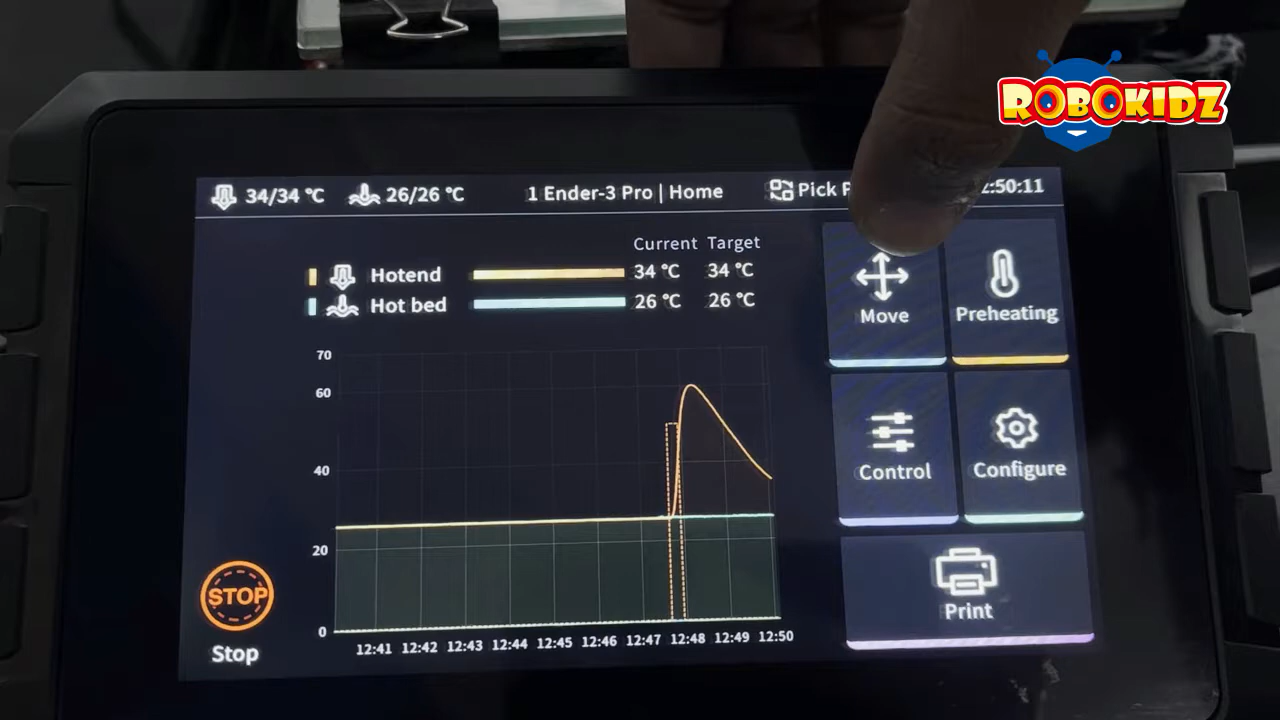 ROBOKIDZ
34/34 ℃ 26/26 ℃ 1 Ender-3 Pro | Home Pick :50:11
Current Target
Hotend 34 ℃ 34 ℃
Hot bed 26 ℃ 26 ℃
70
60
40
20
0
12:41 12:42 12:43 12:44 12:45 12:46 12:47 12:48 12:49 12:50
STOP
Stop
Move
Preheating
Control
Configure
Print